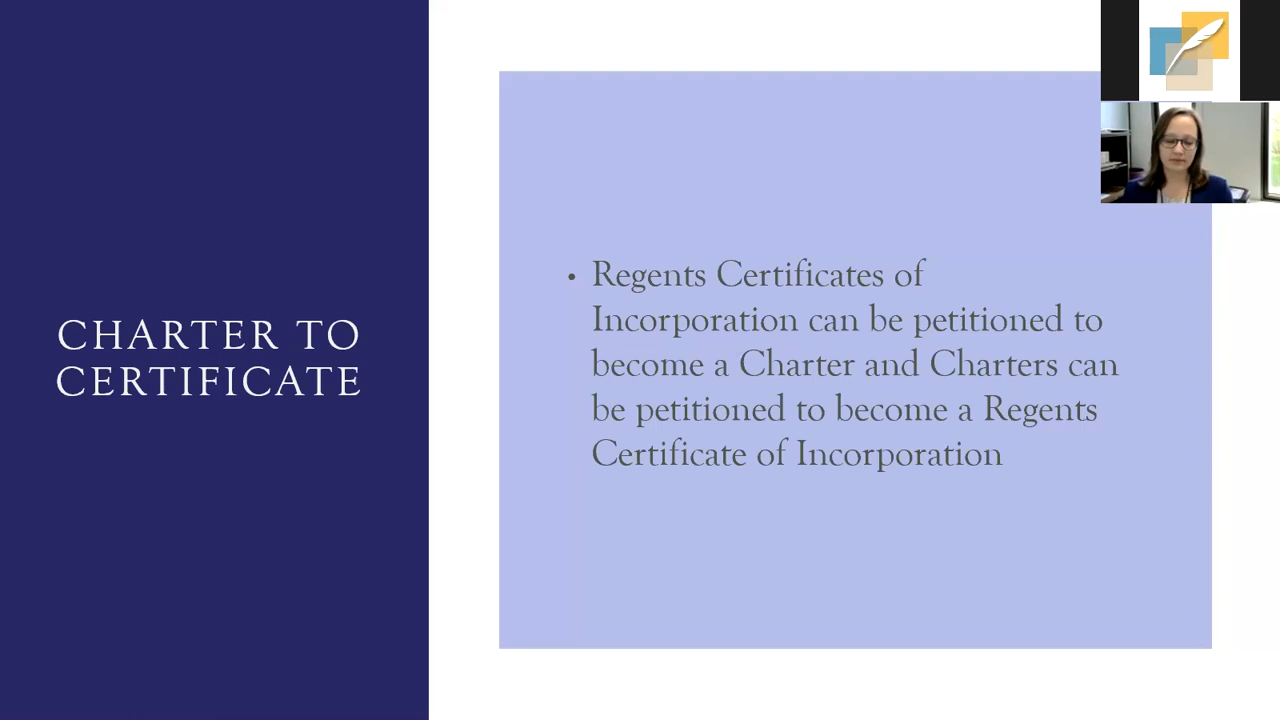 CHARTER TO
CERTIFICATE
• Regents Certificates of
Incorporation can be petitioned to
become a Charter and Charters can
be petitioned to become a Regents
Certificate of Incorporation